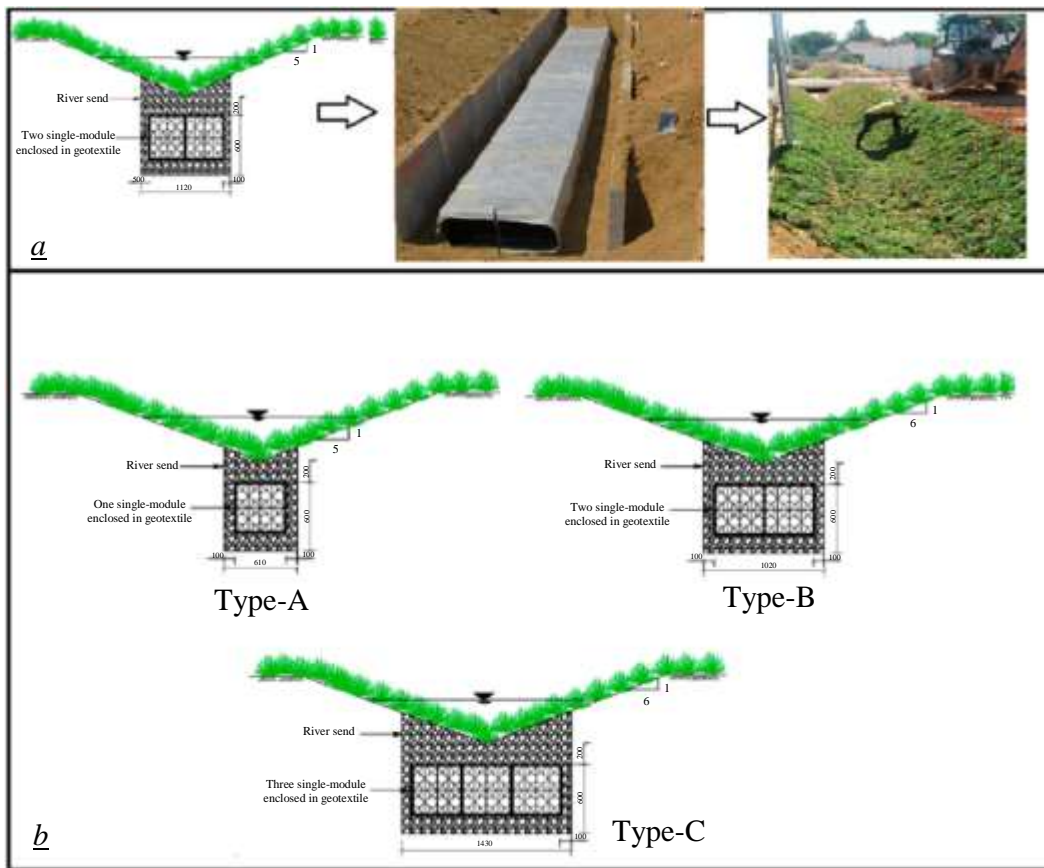 1
5
River send
200
Two single-module
enclosed in geotextile
600
500
100
1120
a
1
5
River send
200
One single-module
enclosed in geotextile
600
100
100
610
Type-A
1
6
River send
200
Two single-module
enclosed in geotextile
600
100
100
1020
Type-B
1
6
River send
200
Three single-module
enclosed in geotextile
600
100
1430
Type-C
b